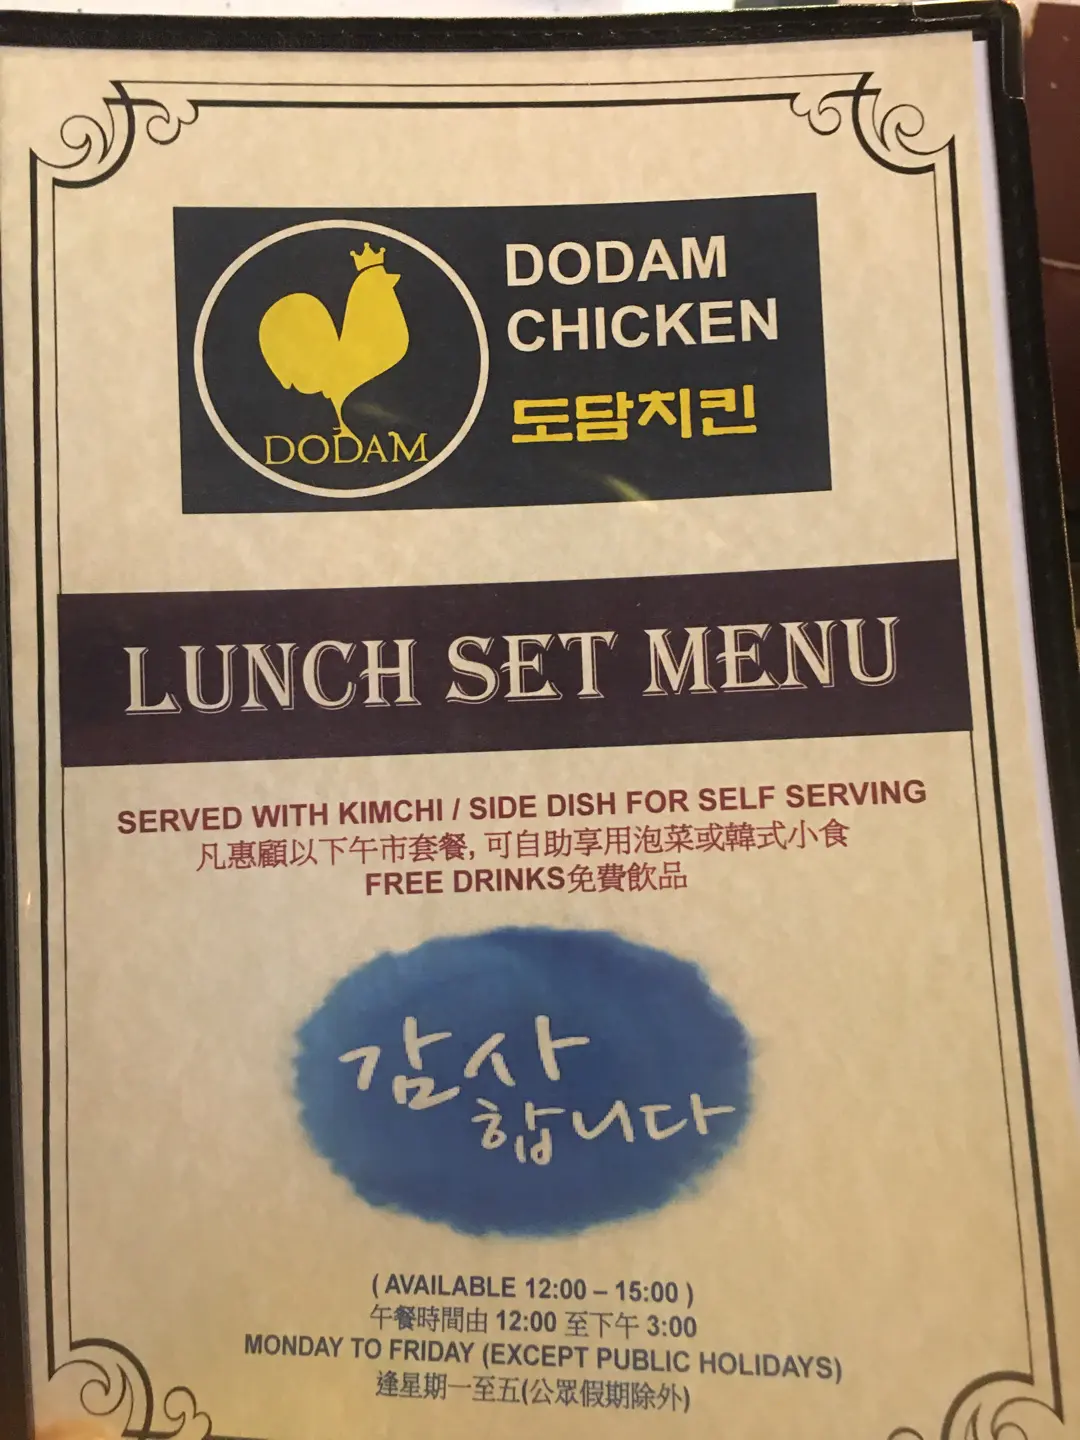 DODAM
DODAM
CHICKEN
도담치킨
LUNCH SET MENU
SERVED WITH KIMCHI / SIDE DISH FOR SELF SERVING
凡惠顧以下午市套餐, 可自助享用泡菜或韓式小食
FREE DRINKS免費飲品
감사
합니다
( AVAILABLE 12:00 – 15:00 )
午餐時間由 12:00 至下午 3:00
MONDAY TO FRIDAY (EXCEPT PUBLIC HOLIDAYS)
逢星期一至五(公眾假期除外)